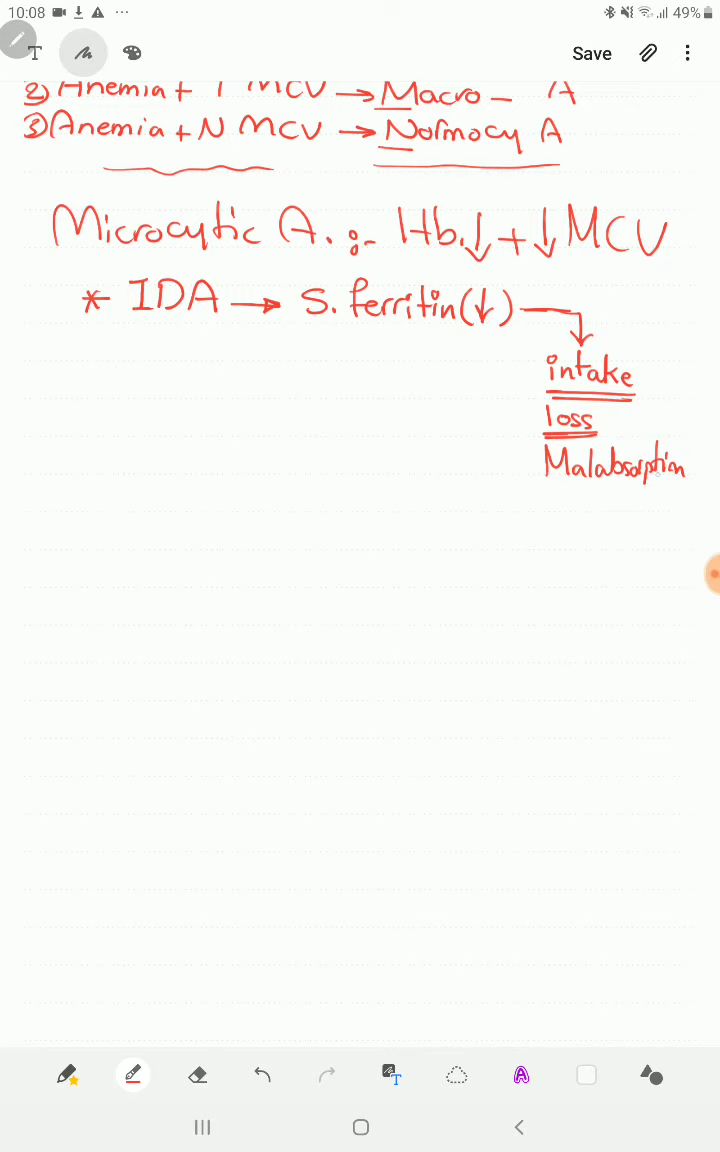 10:08 ... 49%
T Save
2) Anemia + ↑ MCV → Macro - A
3) Anemia + N MCV → Normocy A
Microcytic A. :- Hb.↓ + ↓ MCV
* IDA → S. ferritin (↓) →
intake
loss
Malabsorption
T A